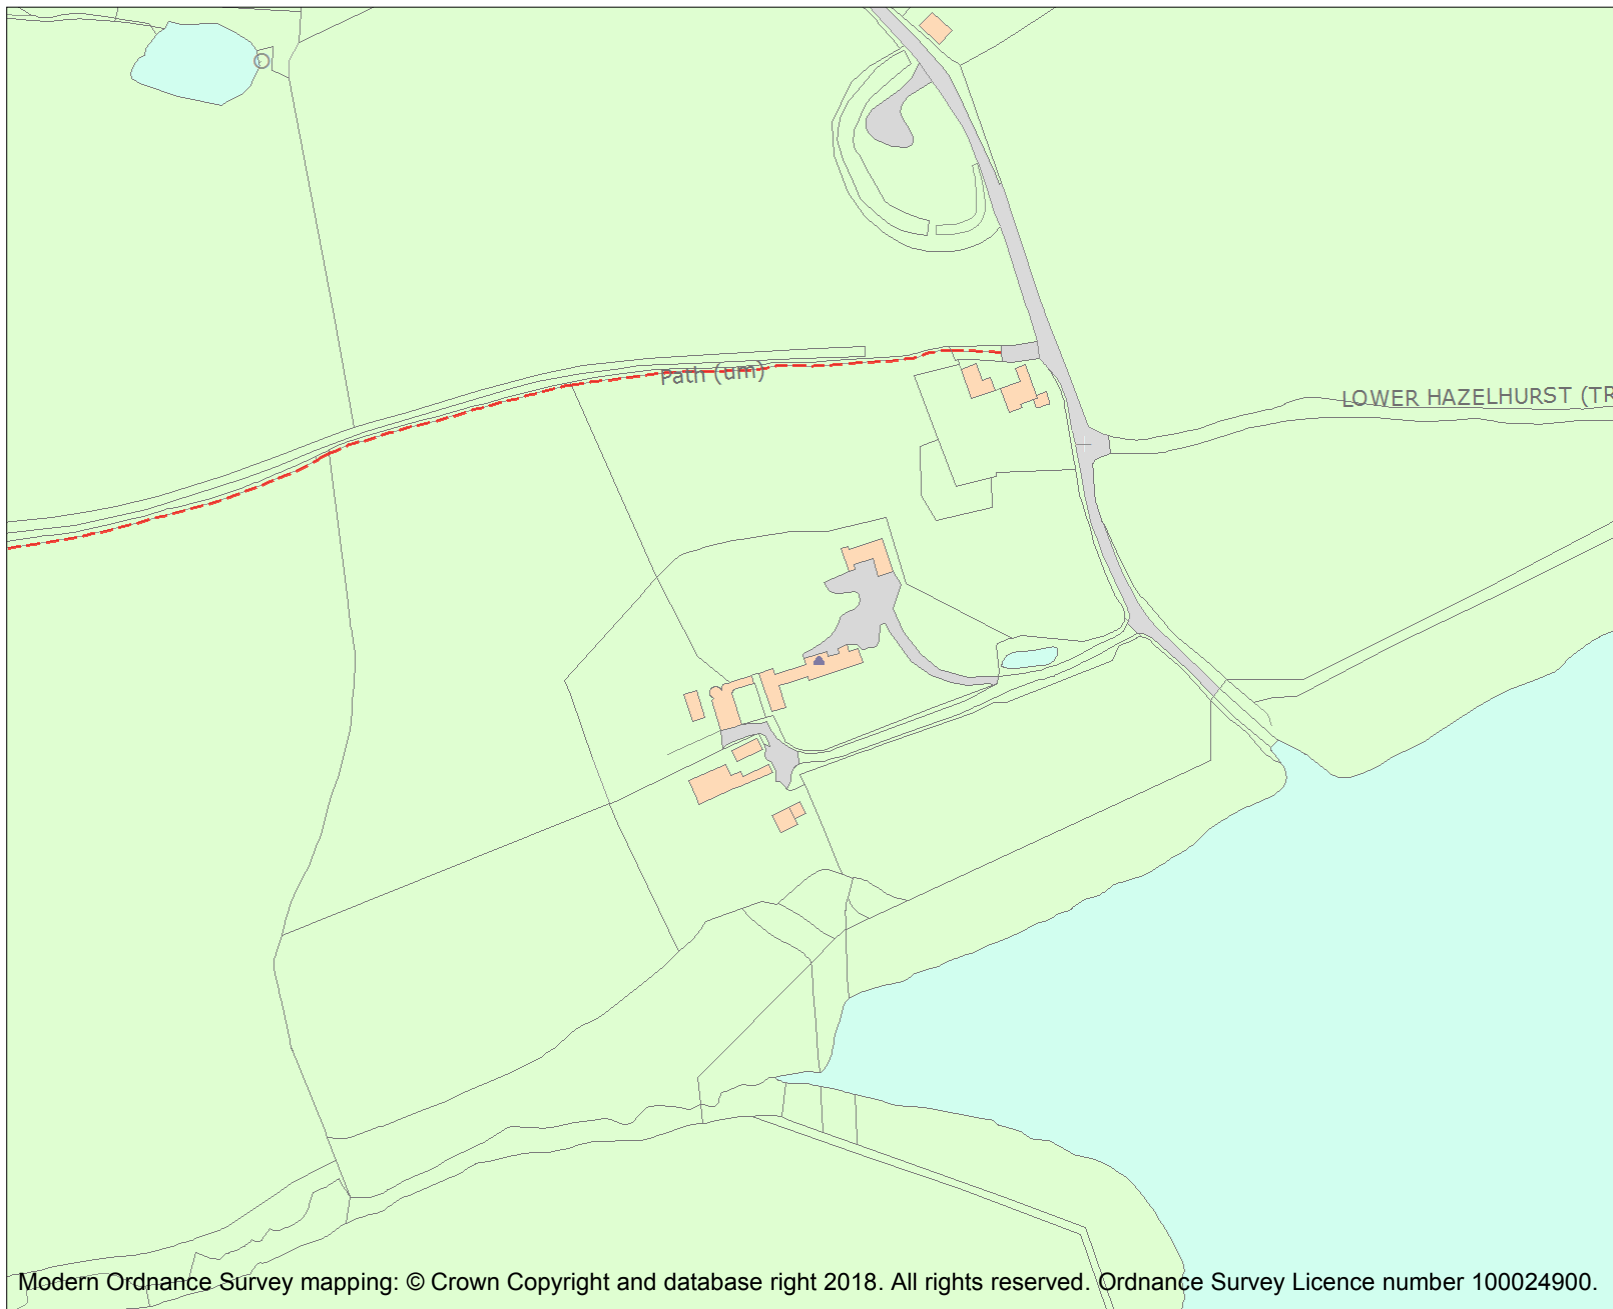 Path (um)
LOWER HAZELHURST (TR
Modern Ordnance Survey mapping: © Crown Copyright and database right 2018. All rights reserved. Ordnance Survey Licence number 100024900.